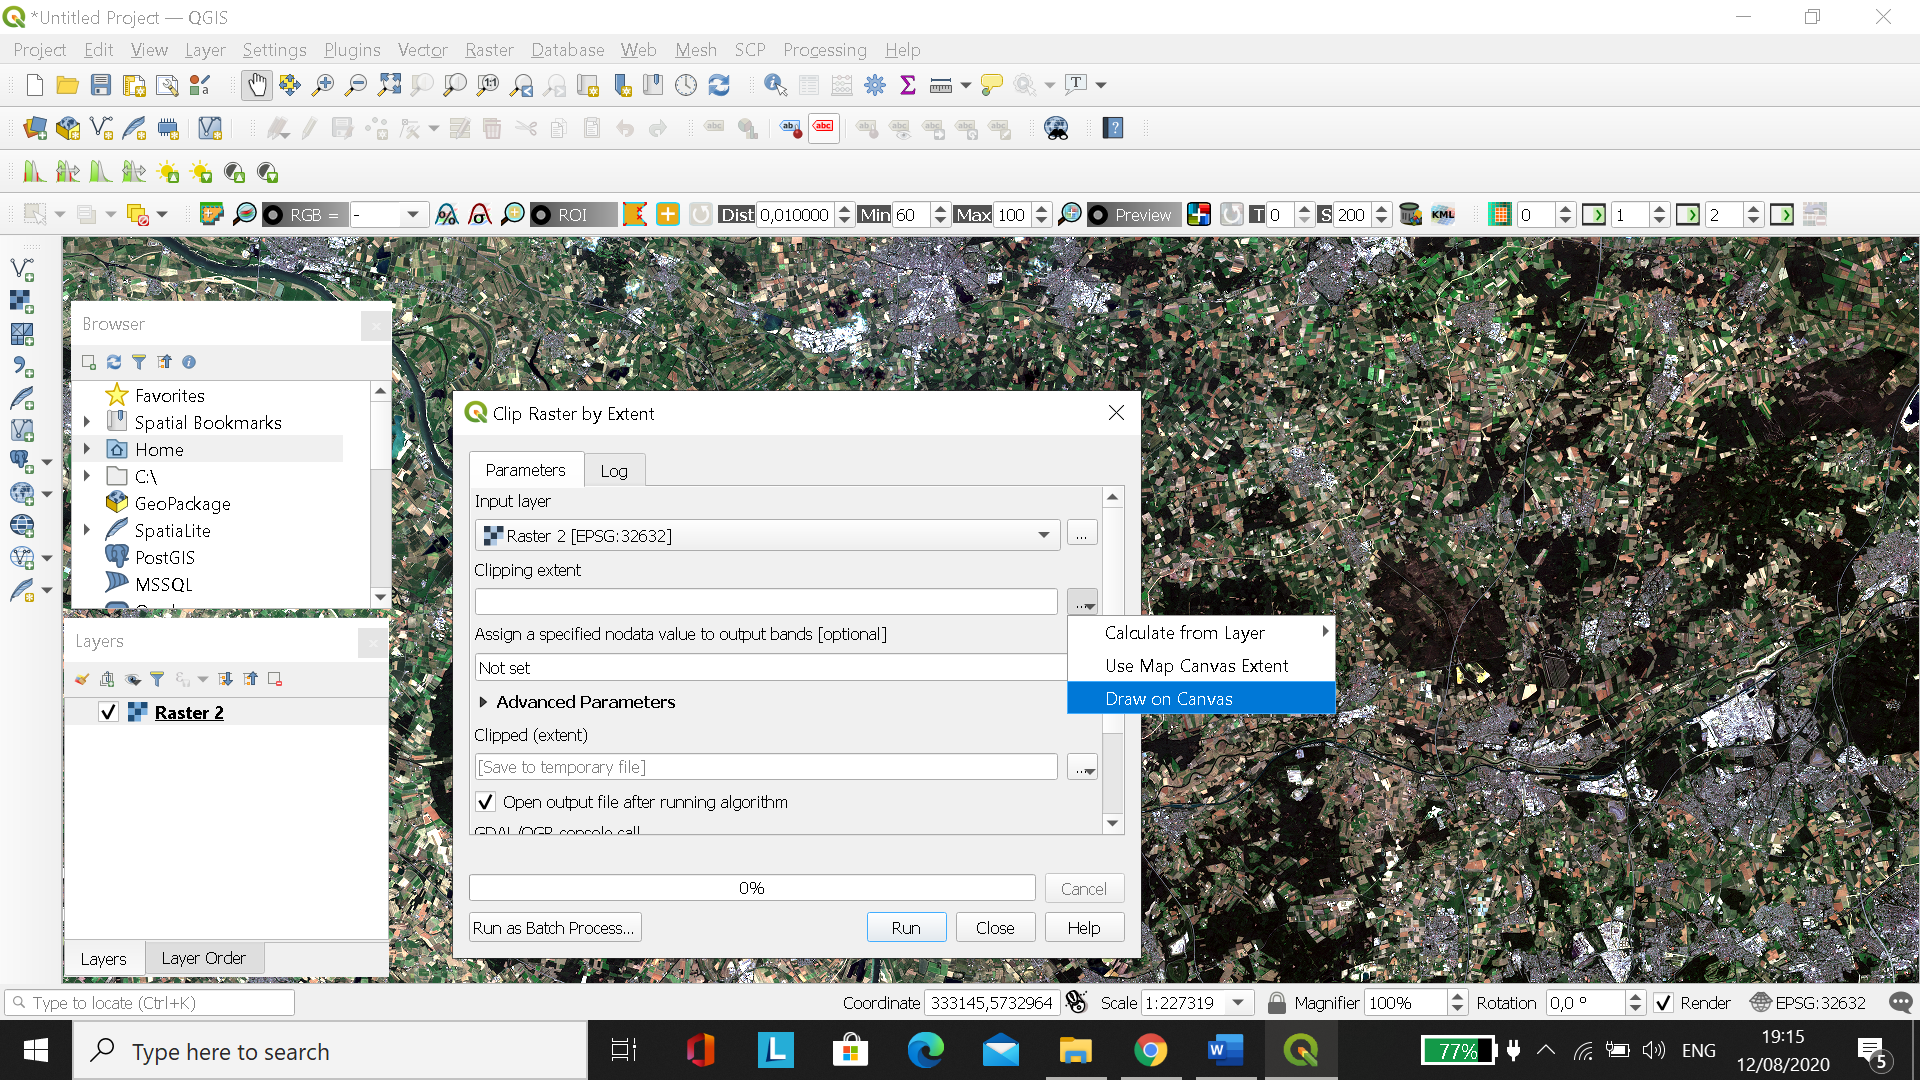 *Untitled Project — QGIS
Project Edit View Layer Settings Plugins Vector Raster Database Web Mesh SCP Processing Help
1:1
a
Σ
T
abc abc abc
?
RGB = - ROI Dist 0,010000 Min 60 Max 100 Preview T 0 S 200 KML 0 1 2
Browser
Favorites
Spatial Bookmarks
Home
C:\
GeoPackage
SpatiaLite
PostGIS
MSSQL
Layers
Raster 2
Layers Layer Order
Clip Raster by Extent
Parameters Log
Input layer
Raster 2 [EPSG:32632] ...
Clipping extent
...
Calculate from Layer
Use Map Canvas Extent
Draw on Canvas
Assign a specified nodata value to output bands [optional]
Not set
Advanced Parameters
Clipped (extent)
[Save to temporary file] ...
Open output file after running algorithm
GDAL/OGR console call
0% Cancel
Run as Batch Process... Run Close Help
Type to locate (Ctrl+K) Coordinate 333145,5732964 Scale 1:227319 Magnifier 100% Rotation 0,0 ° Render EPSG:32632
Type here to search L W 77% ENG 19:15
12/08/2020 5